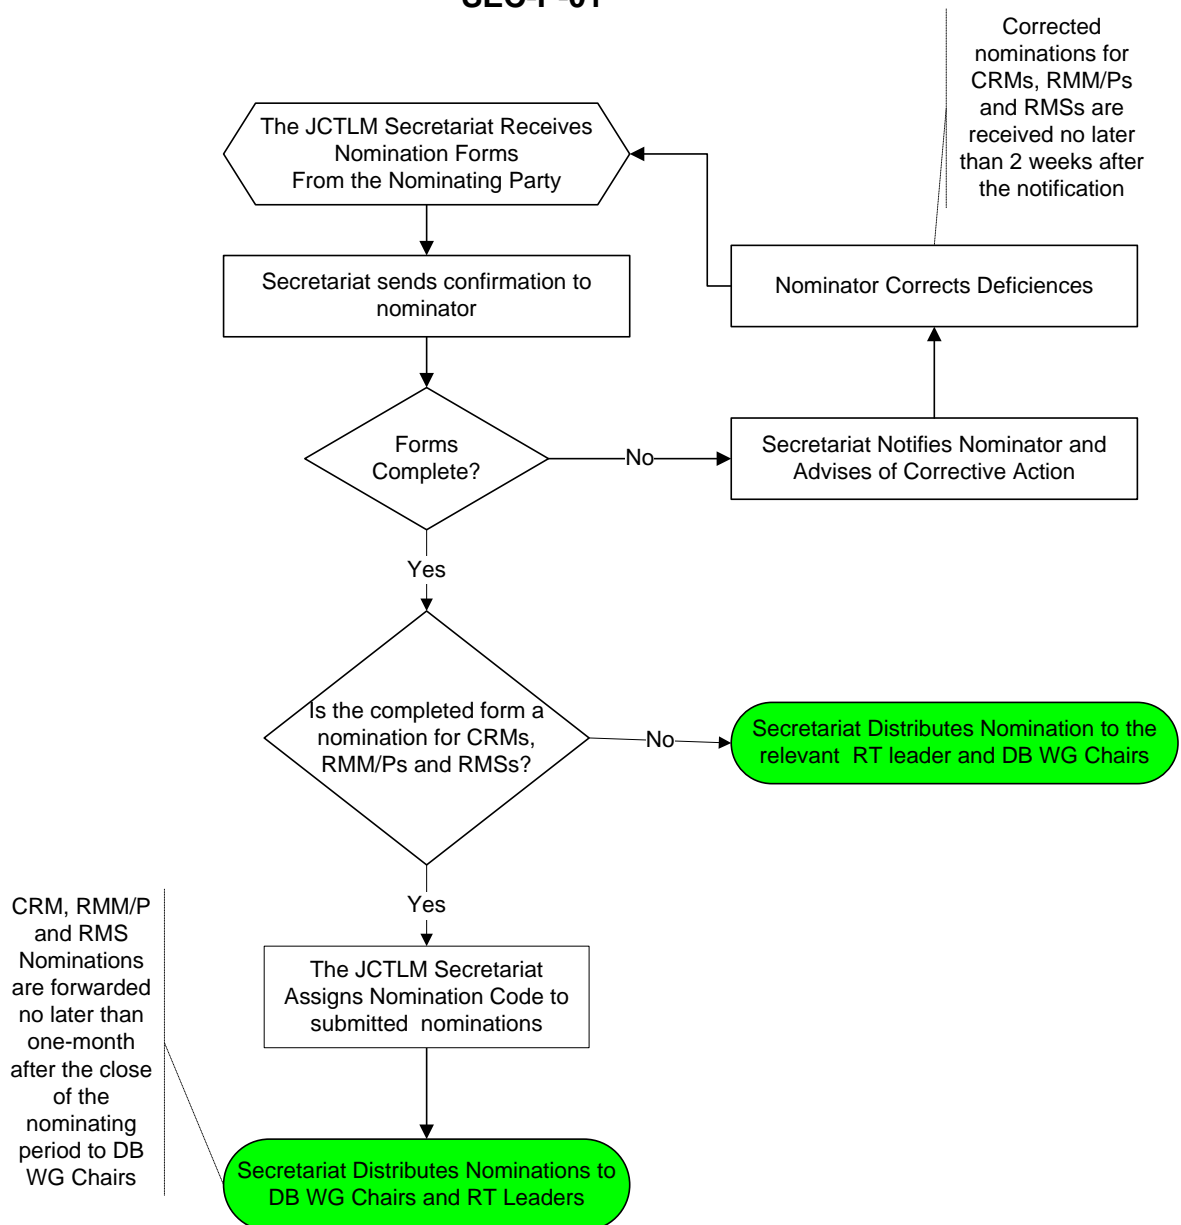 SEC-P-01
Corrected
nominations for
CRMs, RMM/Ps
and RMSs are
received no later
than 2 weeks after
the notification
The JCTLM Secretariat Receives
Nomination Forms
From the Nominating Party
Secretariat sends confirmation to
nominator
Nominator Corrects Deficiences
Forms
Complete?
No
Secretariat Notifies Nominator and
Advises of Corrective Action
Yes
Is the completed form a
nomination for CRMs,
RMM/Ps and RMSs?
No
Secretariat Distributes Nomination to the
relevant RT leader and DB WG Chairs
Yes
CRM, RMM/P
and RMS
Nominations
are forwarded
no later than
one-month
after the close
of the
nominating
period to DB
WG Chairs
The JCTLM Secretariat
Assigns Nomination Code to
submitted nominations
Secretariat Distributes Nominations to
DB WG Chairs and RT Leaders